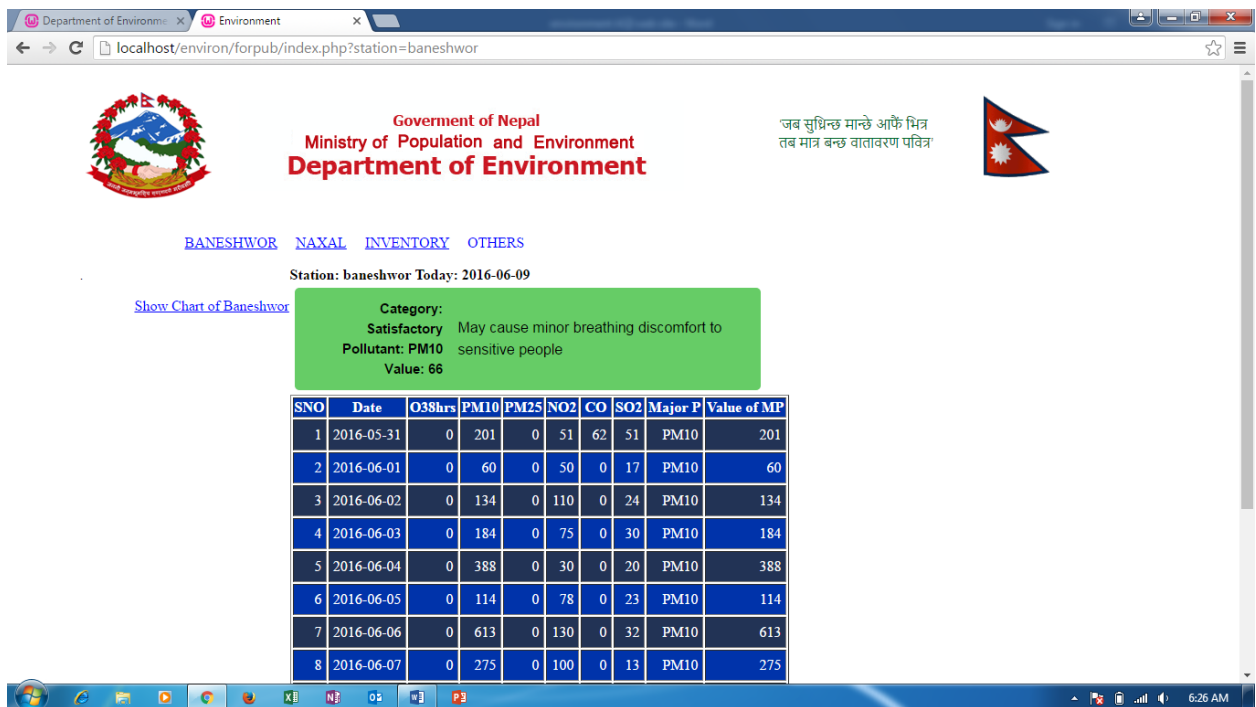 Department of Environme
Environment
localhost/environ/forpub/index.php?station=baneshwor
Goverment of Nepal
Ministry of Population and Environment
Department of Environment
'जब सुध्रिन्छ मान्छे आफैं भित्र
तब मात्र बन्छ वातावरण पवित्र'
BANESHWOR NAXAL INVENTORY OTHERS
Station: baneshwor Today: 2016-06-09
Show Chart of Baneshwor
Category:
Satisfactory
Pollutant: PM10
Value: 66
May cause minor breathing discomfort to
sensitive people
SNO Date O38hrs PM10 PM25 NO2 CO SO2 Major P Value of MP
1 2016-05-31 0 201 0 51 62 51 PM10 201
2 2016-06-01 0 60 0 50 0 17 PM10 60
3 2016-06-02 0 134 0 110 0 24 PM10 134
4 2016-06-03 0 184 0 75 0 30 PM10 184
5 2016-06-04 0 388 0 30 0 20 PM10 388
6 2016-06-05 0 114 0 78 0 23 PM10 114
7 2016-06-06 0 613 0 130 0 32 PM10 613
8 2016-06-07 0 275 0 100 0 13 PM10 275
6:26 AM